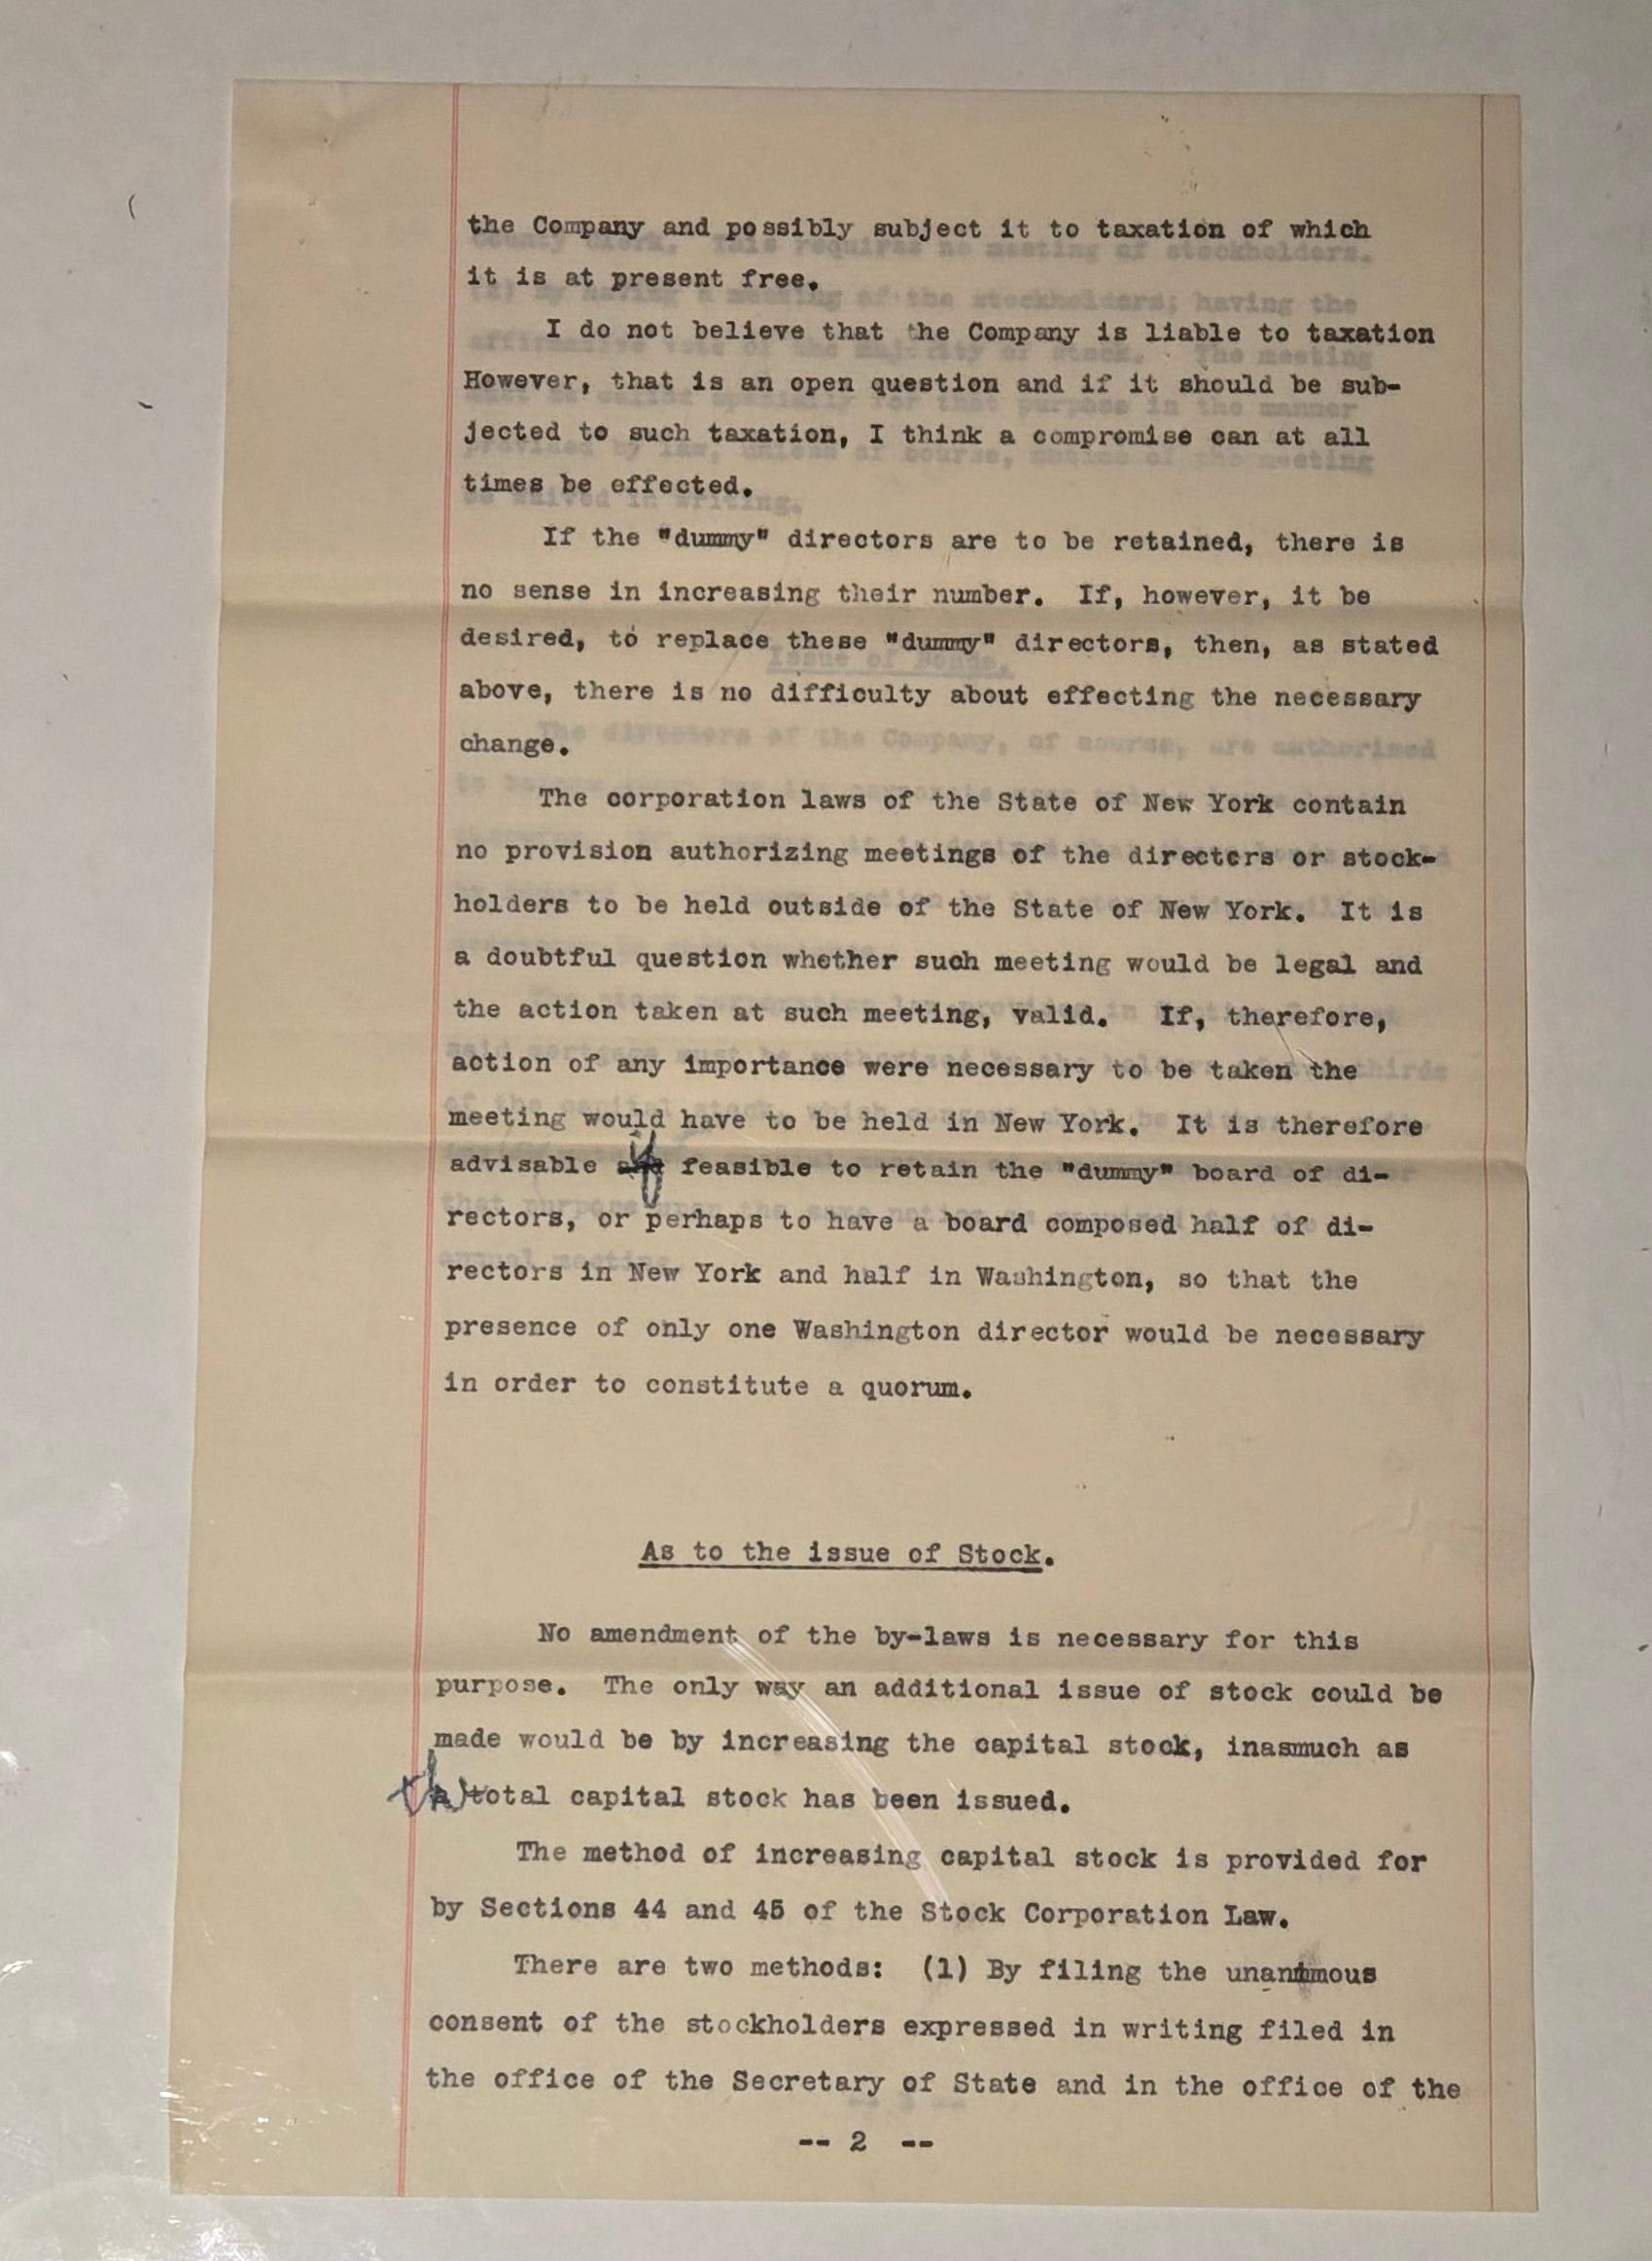 the Company and possibly subject it to taxation of which
it is at present free.
I do not believe that the Company is liable to taxation
However, that is an open question and if it should be sub-
jected to such taxation, I think a compromise can at all
times be effected.
If the "dummy" directors are to be retained, there is
no sense in increasing their number. If, however, it be
desired, to replace these "dummy" directors, then, as stated
above, there is no difficulty about effecting the necessary
change.
The corporation laws of the State of New York contain
no provision authorizing meetings of the directors or stock-
holders to be held outside of the State of New York. It is
a doubtful question whether such meeting would be legal and
the action taken at such meeting, valid. If, therefore,
action of any importance were necessary to be taken the
meeting would have to be held in New York. It is therefore
advisable if feasible to retain the "dummy" board of di-
rectors, or perhaps to have a board composed half of di-
rectors in New York and half in Washington, so that the
presence of only one Washington director would be necessary
in order to constitute a quorum.
As to the issue of Stock.
No amendment of the by-laws is necessary for this
purpose. The only way an additional issue of stock could be
made would be by increasing the capital stock, inasmuch as
total capital stock has been issued.
The method of increasing capital stock is provided for
by Sections 44 and 45 of the Stock Corporation Law.
There are two methods: (1) By filing the unanimous
consent of the stockholders expressed in writing filed in
the office of the Secretary of State and in the office of the
-- 2 --